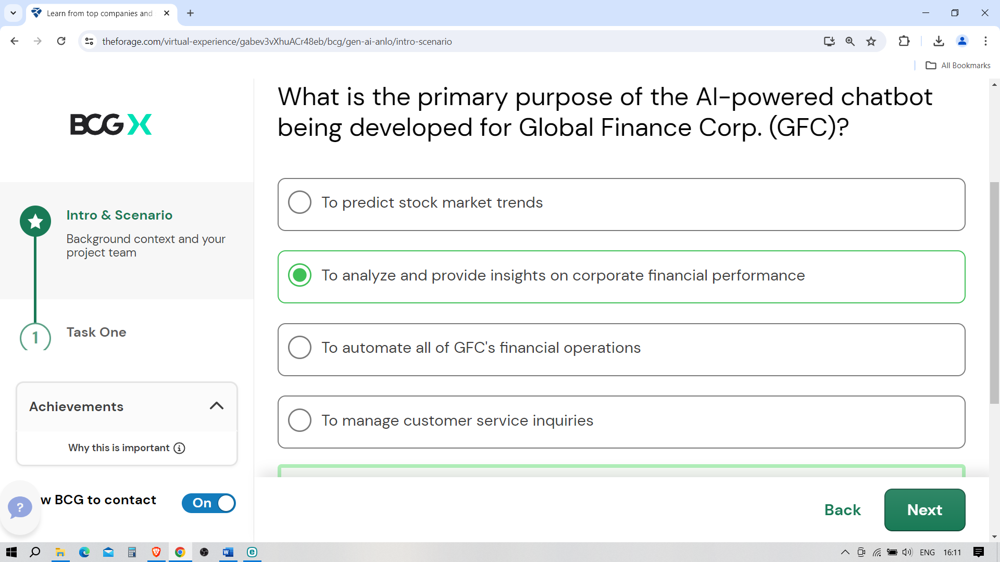 Learn from top companies and
theforage.com/virtual-experience/gabev3vXhuACr48eb/bcg/gen-ai-anlo/intro-scenario
All Bookmarks
BCG X
Intro & Scenario
Background context and your
project team
1
Task One
Achievements
Why this is important
w BCG to contact
On
?
What is the primary purpose of the AI-powered chatbot
being developed for Global Finance Corp. (GFC)?
To predict stock market trends
To analyze and provide insights on corporate financial performance
To automate all of GFC's financial operations
To manage customer service inquiries
Back
Next
ENG
16:11